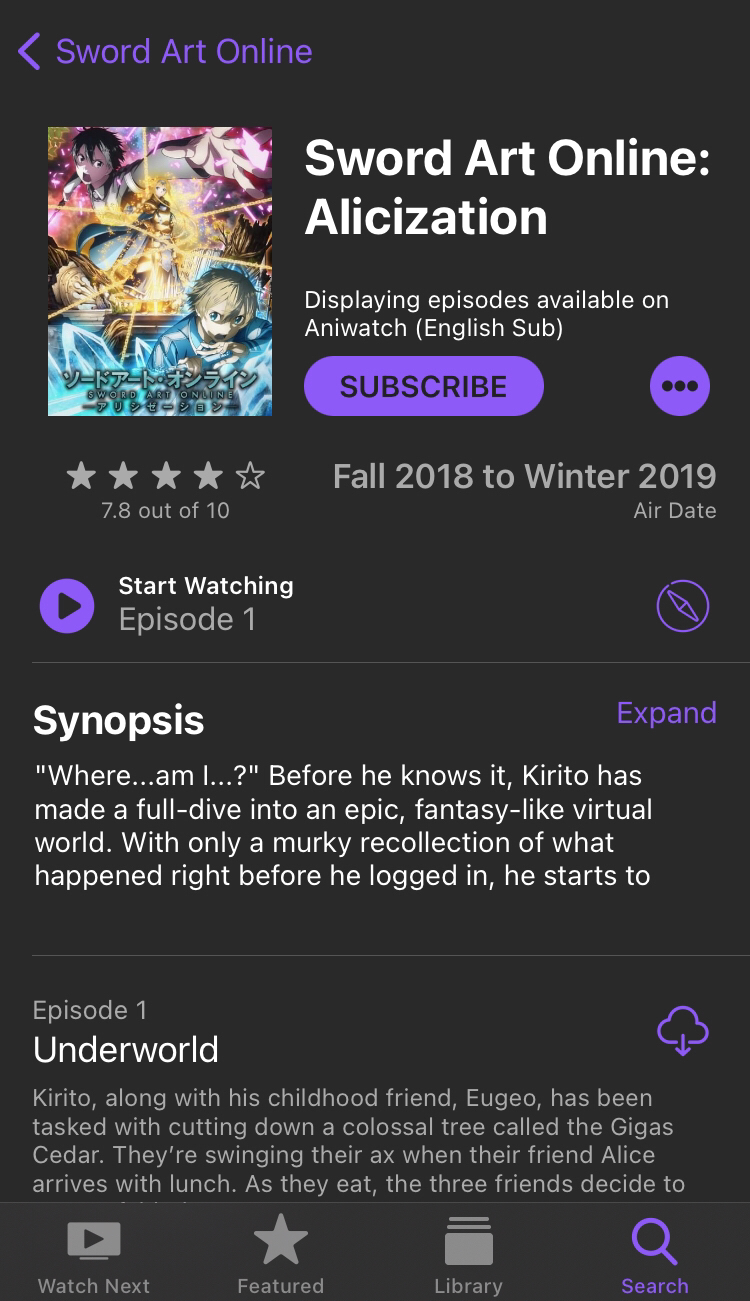 Sword Art Online
Sword Art Online:
Alicization
Displaying episodes available on
Aniwatch (English Sub)
SUBSCRIBE
ソードアート・オンライン
SWORD ART ONLINE
アリシゼーション
7.8 out of 10
Fall 2018 to Winter 2019
Air Date
Start Watching
Episode 1
Synopsis
Expand
"Where...am I...?" Before he knows it, Kirito has
made a full-dive into an epic, fantasy-like virtual
world. With only a murky recollection of what
happened right before he logged in, he starts to
Episode 1
Underworld
Kirito, along with his childhood friend, Eugeo, has been
tasked with cutting down a colossal tree called the Gigas
Cedar. They’re swinging their ax when their friend Alice
arrives with lunch. As they eat, the three friends decide to
Watch Next
Featured
Library
Search